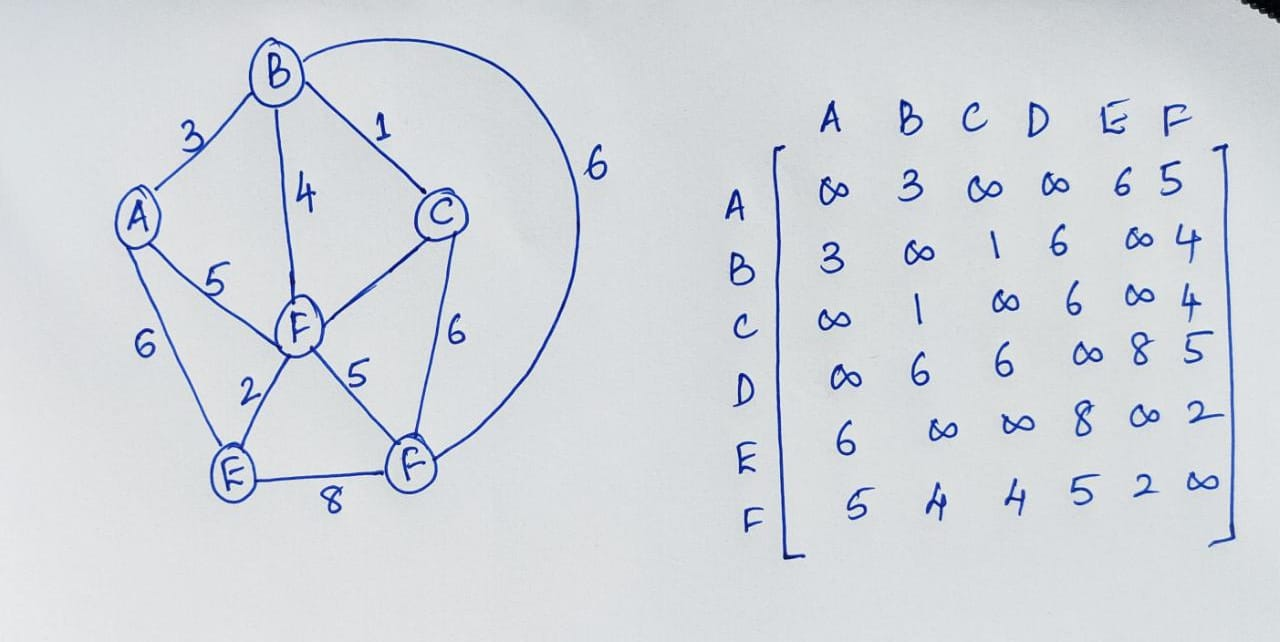 B
3
1
6
4
A
C
5
F
6
6
2
5
E
F
8
A B C D E F
A ∞ 3 ∞ ∞ 6 5
B 3 ∞ 1 6 ∞ 4
C ∞ 1 ∞ 6 ∞ 4
D ∞ 6 6 ∞ 8 5
E 6 ∞ ∞ 8 ∞ 2
F 5 4 4 5 2 ∞